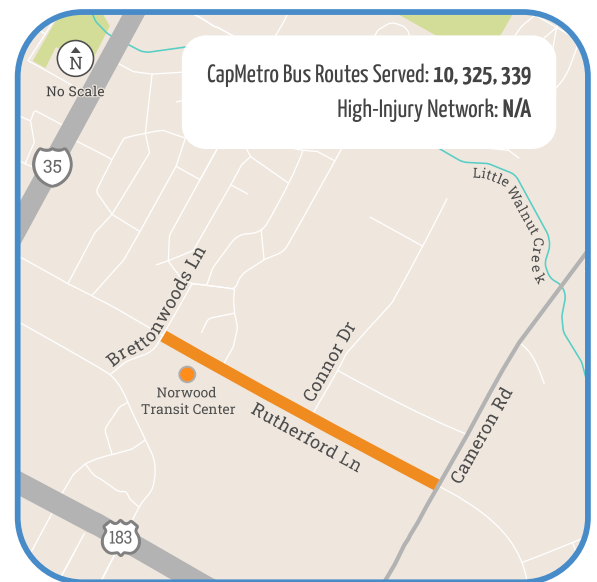 N
No Scale
CapMetro Bus Routes Served: 10, 325, 339
High-Injury Network: N/A
35
Little Walnut Creek
Brettonwoods Ln
Connor Dr
Norwood
Transit Center
Rutherford Ln
Cameron Rd
183